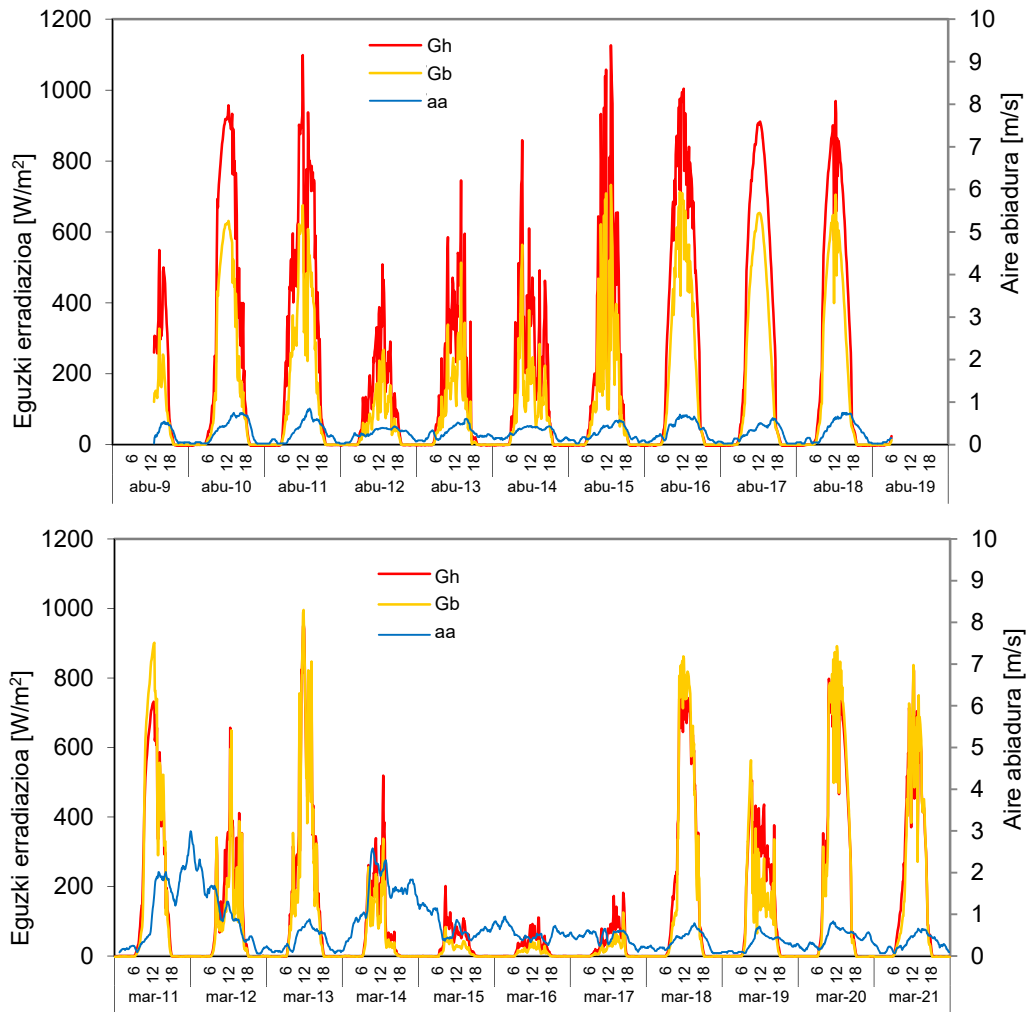 1200
1000
800
600
400
200
0
10
9
8
7
6
5
4
3
2
1
0
Eguzki erradiazioa [W/m²]
Aire abiadura [m/s]
Gh
Gb
aa
6 12 18 6 12 18 6 12 18 6 12 18 6 12 18 6 12 18 6 12 18 6 12 18 6 12 18 6 12 18 6 12 18
abu-9 abu-10 abu-11 abu-12 abu-13 abu-14 abu-15 abu-16 abu-17 abu-18 abu-19
1200
1000
800
600
400
200
0
10
9
8
7
6
5
4
3
2
1
0
Eguzki erradiazioa [W/m²]
Aire abiadura [m/s]
Gh
Gb
aa
6 12 18 6 12 18 6 12 18 6 12 18 6 12 18 6 12 18 6 12 18 6 12 18 6 12 18 6 12 18 6 12 18
mar-11 mar-12 mar-13 mar-14 mar-15 mar-16 mar-17 mar-18 mar-19 mar-20 mar-21